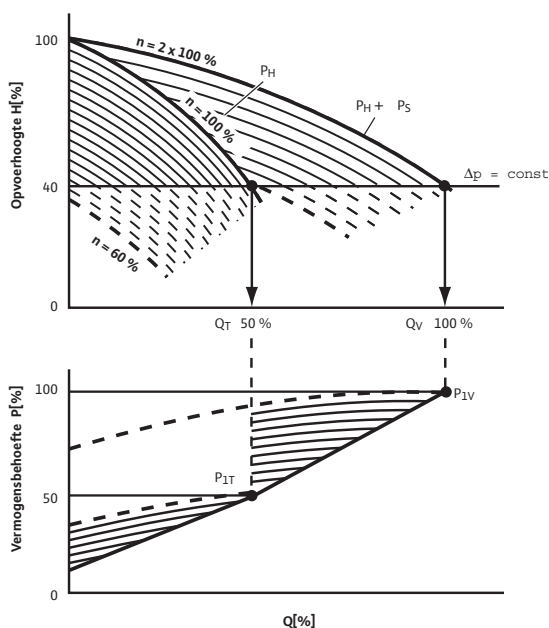 Opvoerhoogte H[%]
100
40
0
n = 2 x 100 %
n = 100 %
n = 60 %
PH
PH + PS
Δp = const
QT 50 %
QV 100 %
Vermogensbehoefte P[%]
100
50
0
P1V
P1T
Q[%]